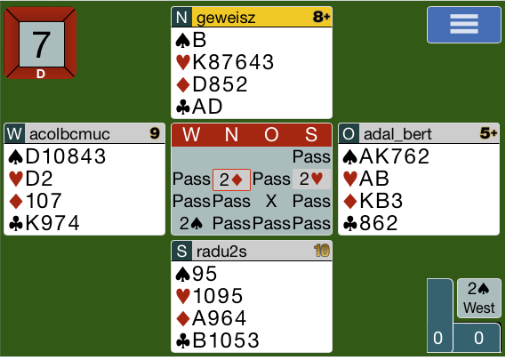 7
D
N geweisz 8+
♠B
♥K87643
♦D852
♣AD
W acolbcmuc 9
♠D10843
♥D2
♦107
♣K974
W N O S
Pass
Pass 2♦ Pass 2♥
Pass Pass X Pass
2♠ Pass Pass Pass
O adal_bert 5+
♠AK762
♥AB
♦KB3
♣862
S radu2s 10
♠95
♥1095
♦A964
♣B1053
2♠
West
0 0